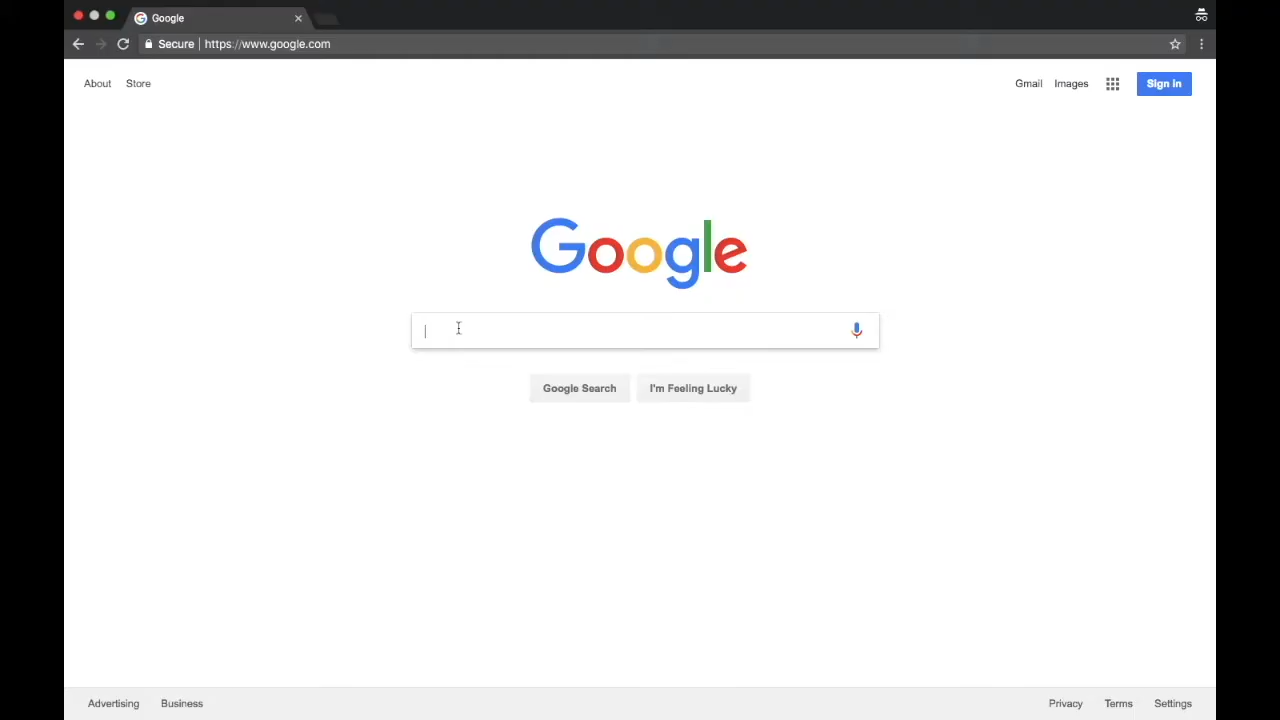 Google
Secure | https://www.google.com
About Store
Gmail Images Sign in
Google
Google Search I'm Feeling Lucky
Advertising Business
Privacy Terms Settings